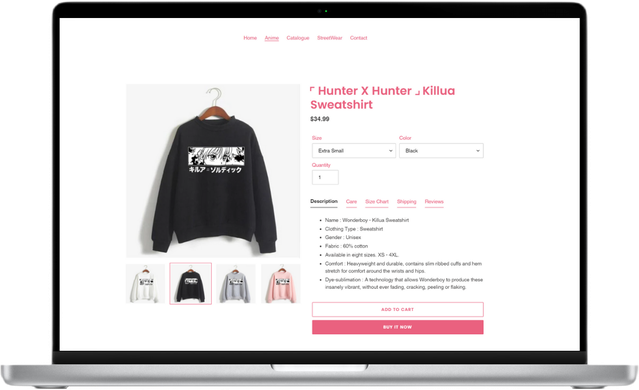 Home Anime Catalogue StreetWear Contact
⌜ Hunter X Hunter ⌟ Killua
Sweatshirt
$34.99
Size Color
Extra Small Black
Quantity
1
キルア＝ゾルディック
Description Care Size Chart Shipping Reviews
Name : Wonderboy - Killua Sweatshirt
Clothing Type : Sweatshirt
Gender : Unisex
Fabric : 60% cotton
Available in eight sizes, XS - 4XL.
Comfort : Heavyweight and durable, contains slim ribbed cuffs and hem
stretch for comfort around the wrists and hips.
Dye-sublimation : A technology that allows Wonderboy to produce these
insanely vibrant, without ever fading, cracking, peeling or flaking.
ADD TO CART
BUY IT NOW